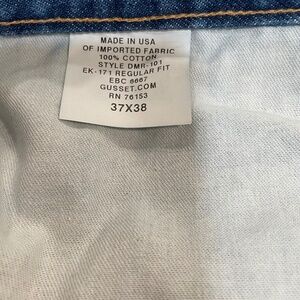 MADE IN USA
OF IMPORTED FABRIC
100% COTTON
STYLE DMR-101
EK-171 REGULAR FIT
EBC 6667
GUSSET.COM
RN 76153
37X38